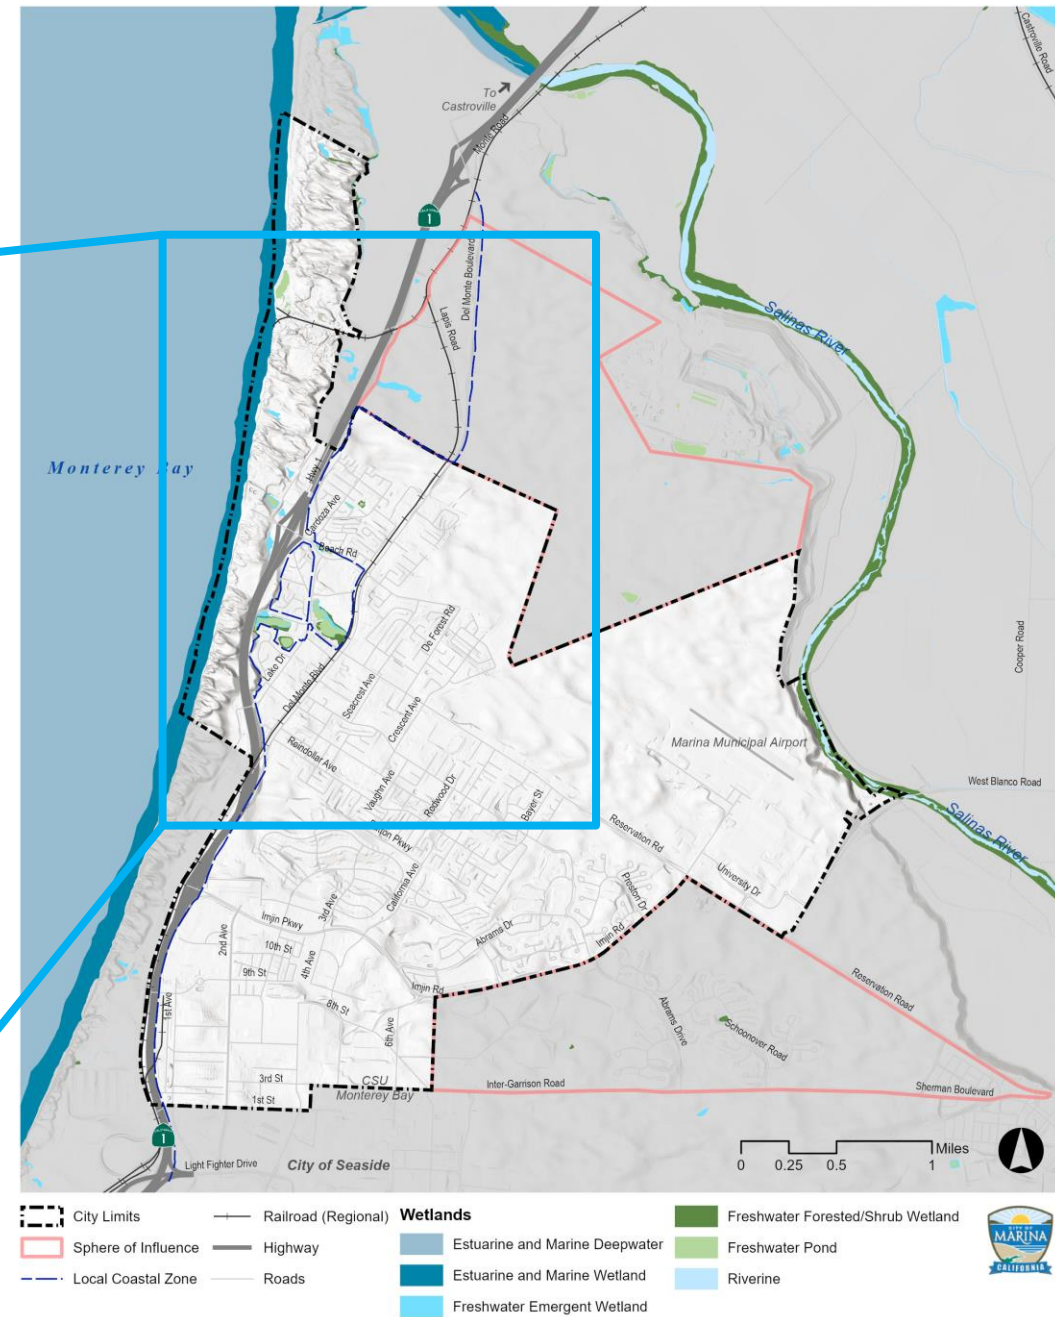 Castroville Road
To
Castroville
Monte Road
1
Del Monte Boulevard
Lapis Road
Salinas River
Monterey Bay
Hwy 1
Cardoza Ave
Beach Rd
De Forest Rd
Lake Dr
Del Monte Blvd
Seacrest Ave
Crescent Ave
Cooper Road
Reindollar Ave
Marina Municipal Airport
Vaughn Ave
Redwood Dr
Bayer St
West Blanco Road
Salinas River
Reservation Rd
University Dr
Preston Dr
California Ave
3rd Ave
Imjin Pkwy
Abrams Dr
Imjin Rd
2nd Ave
10th St
4th Ave
9th St
Imjin Rd
8th St
Reservation Road
1st Ave
6th Ave
Abrams Drive
Schoonover Road
3rd St
CSU
Monterey Bay
Inter-Garrison Road
Sherman Boulevard
1st St
1
Light Fighter Drive
City of Seaside
Miles
0 0.25 0.5 1
City Limits
Sphere of Influence
Local Coastal Zone
Railroad (Regional)
Highway
Roads
Wetlands
Estuarine and Marine Deepwater
Estuarine and Marine Wetland
Freshwater Emergent Wetland
Freshwater Forested/Shrub Wetland
Freshwater Pond
Riverine
CITY OF
MARINA
CALIFORNIA